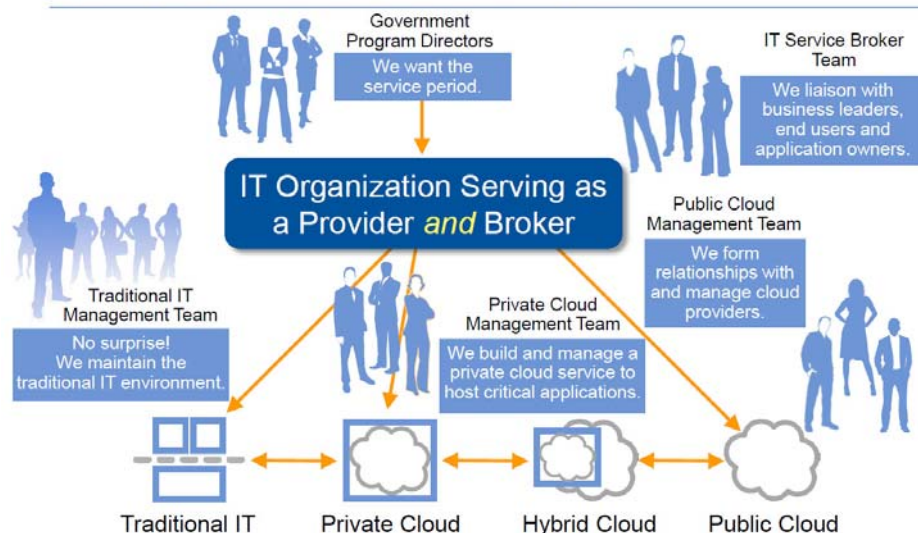 Government
Program Directors
We want the
service period.
IT Service Broker
Team
We liaison with
business leaders,
end users and
application owners.
IT Organization Serving as
a Provider and Broker
Public Cloud
Management Team
We form
relationships with
and manage cloud
providers.
Traditional IT
Management Team
No surprise!
We maintain the
traditional IT environment.
Private Cloud
Management Team
We build and manage a
private cloud service to
host critical applications.
Traditional IT
Private Cloud
Hybrid Cloud
Public Cloud